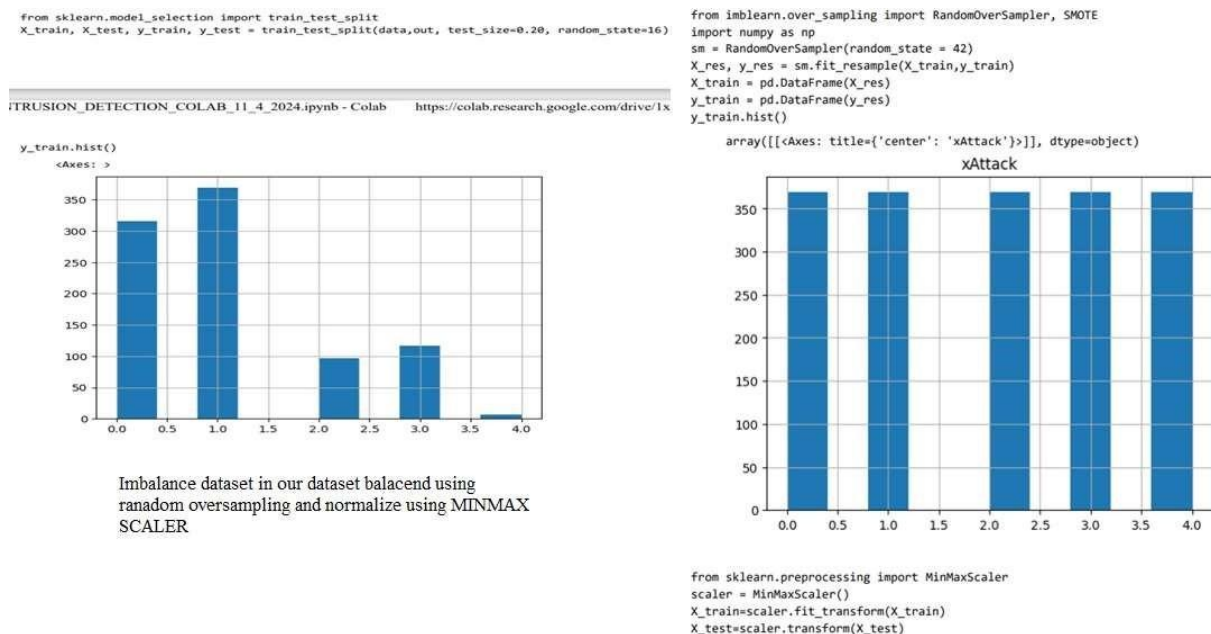 from sklearn.model_selection import train_test_split
X_train, X_test, y_train, y_test = train_test_split(data,out, test_size=0.20, random_state=16)
NTRUSION_DETECTION_COLAB_11_4_2024.ipynb - Colab https://colab.research.google.com/drive/1x
y_train.hist()
<Axes: >
350
300
250
200
150
100
50
0
0.0 0.5 1.0 1.5 2.0 2.5 3.0 3.5 4.0
Imbalance dataset in our dataset balacend using
ranadom oversampling and normalize using MINMAX
SCALER
from imblearn.over_sampling import RandomOverSampler, SMOTE
import numpy as np
sm = RandomOverSampler(random_state = 42)
X_res, y_res = sm.fit_resample(X_train,y_train)
X_train = pd.DataFrame(X_res)
y_train = pd.DataFrame(y_res)
y_train.hist()
array([[<Axes: title={'center': 'xAttack'}>]], dtype=object)
xAttack
350
300
250
200
150
100
50
0
0.0 0.5 1.0 1.5 2.0 2.5 3.0 3.5 4.0
from sklearn.preprocessing import MinMaxScaler
scaler = MinMaxScaler()
X_train=scaler.fit_transform(X_train)
X_test=scaler.transform(X_test)